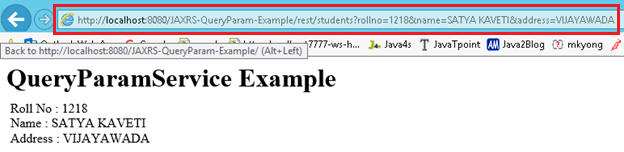 http://localhost:8080/JAXRS-QueryParam-Example/rest/students?rollno=1218&name=SATYA KAVETI&address=VIJAYAWADA
Back to http://localhost:8080/JAXRS-QueryParam-Example/ (Alt+Left)
host7777-ws-h... Java4s JavaTpoint Java2Blog mkyong
QueryParamService Example
Roll No : 1218
Name : SATYA KAVETI
Address : VIJAYAWADA